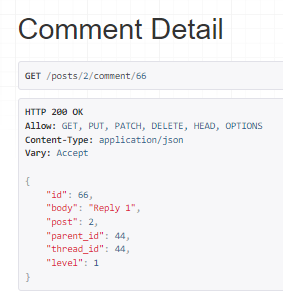 Comment Detail
GET /posts/2/comment/66
HTTP 200 OK
Allow: GET, PUT, PATCH, DELETE, HEAD, OPTIONS
Content-Type: application/json
Vary: Accept
{
    "id": 66,
    "body": "Reply 1",
    "post": 2,
    "parent_id": 44,
    "thread_id": 44,
    "level": 1
}